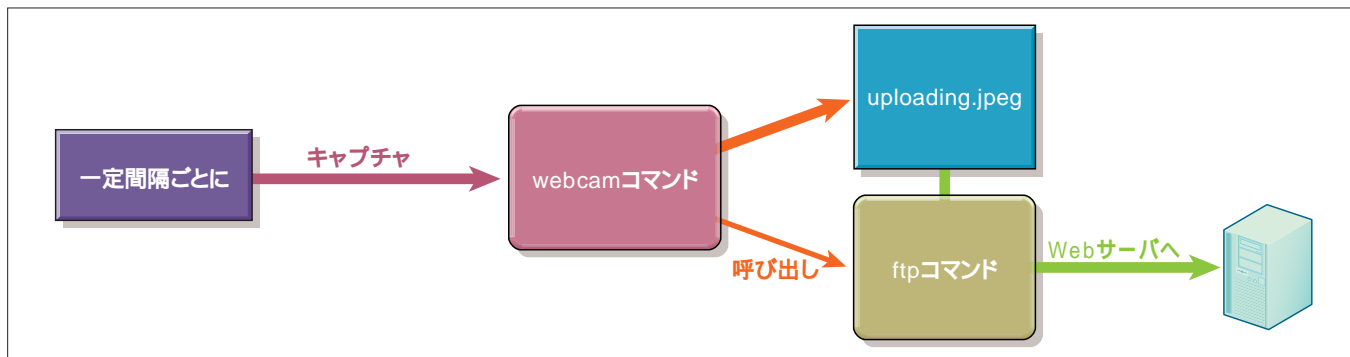 一定間隔ごとに
キャプチャ
webcamコマンド
uploading.jpeg
呼び出し
ftpコマンド
Webサーバへ